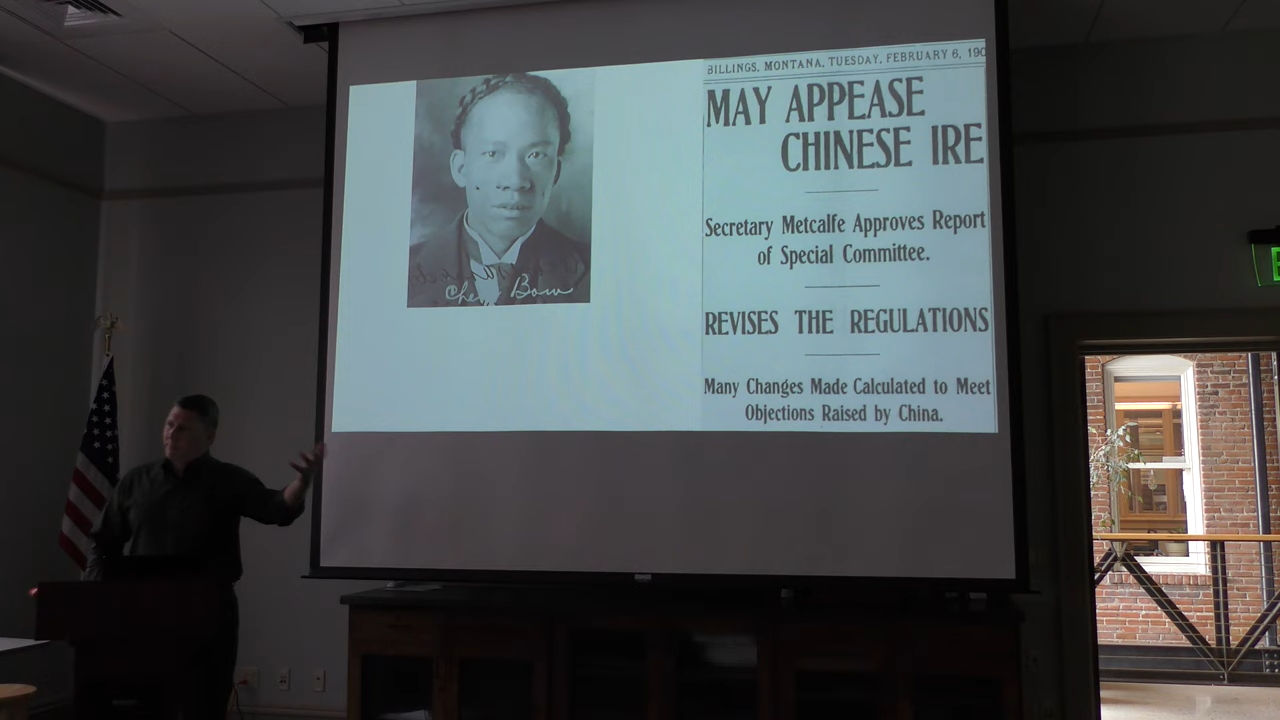 BILLINGS, MONTANA, TUESDAY, FEBRUARY 6, 190
MAY APPEASE
CHINESE IRE
Secretary Metcalfe Approves Report
of Special Committee.
REVISES THE REGULATIONS
Many Changes Made Calculated to Meet
Objections Raised by China.
Bow